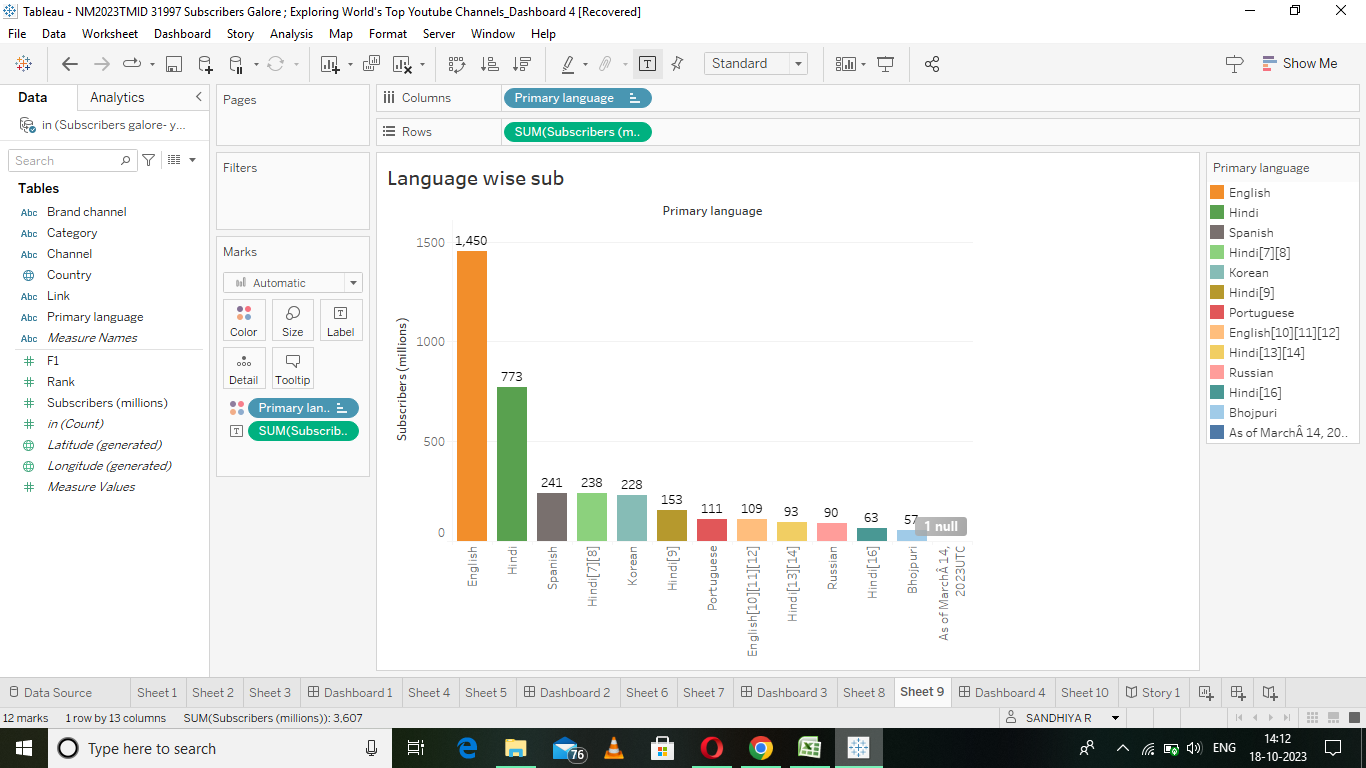 Tableau - NM2023TMID 31997 Subscribers Galore ; Exploring World's Top Youtube Channels_Dashboard 4 [Recovered]
File Data Worksheet Dashboard Story Analysis Map Format Server Window Help
Standard
Show Me
Data Analytics
in (Subscribers galore- y...
Search
Tables
Abc Brand channel
Abc Category
Abc Channel
Country
Abc Link
Abc Primary language
Abc Measure Names
F1
Rank
Subscribers (millions)
in (Count)
Latitude (generated)
Longitude (generated)
Measure Values
Pages
Filters
Marks
Automatic
Color Size Label
Detail Tooltip
Primary lan..
SUM(Subscrib..
Columns Primary language
Rows SUM(Subscribers (m..
Language wise sub
Primary language
Subscribers (millions)
1500
1000
500
0
1,450
773
241
238
228
153
111
109
93
90
63
57
1 null
English
Hindi
Spanish
Hindi[7][8]
Korean
Hindi[9]
Portuguese
English[10][11][12]
Hindi[13][14]
Russian
Hindi[16]
Bhojpuri
As of MarchÂ 14,
2023UTC
Primary language
English
Hindi
Spanish
Hindi[7][8]
Korean
Hindi[9]
Portuguese
English[10][11][12]
Hindi[13][14]
Russian
Hindi[16]
Bhojpuri
As of MarchÂ 14, 20..
Data Source Sheet 1 Sheet 2 Sheet 3 Dashboard 1 Sheet 4 Sheet 5 Dashboard 2 Sheet 6 Sheet 7 Dashboard 3 Sheet 8 Sheet 9 Dashboard 4 Sheet 10 Story 1
12 marks 1 row by 13 columns SUM(Subscribers (millions)): 3,607 SANDHIYA R
Type here to search 76 ENG 14:12
18-10-2023